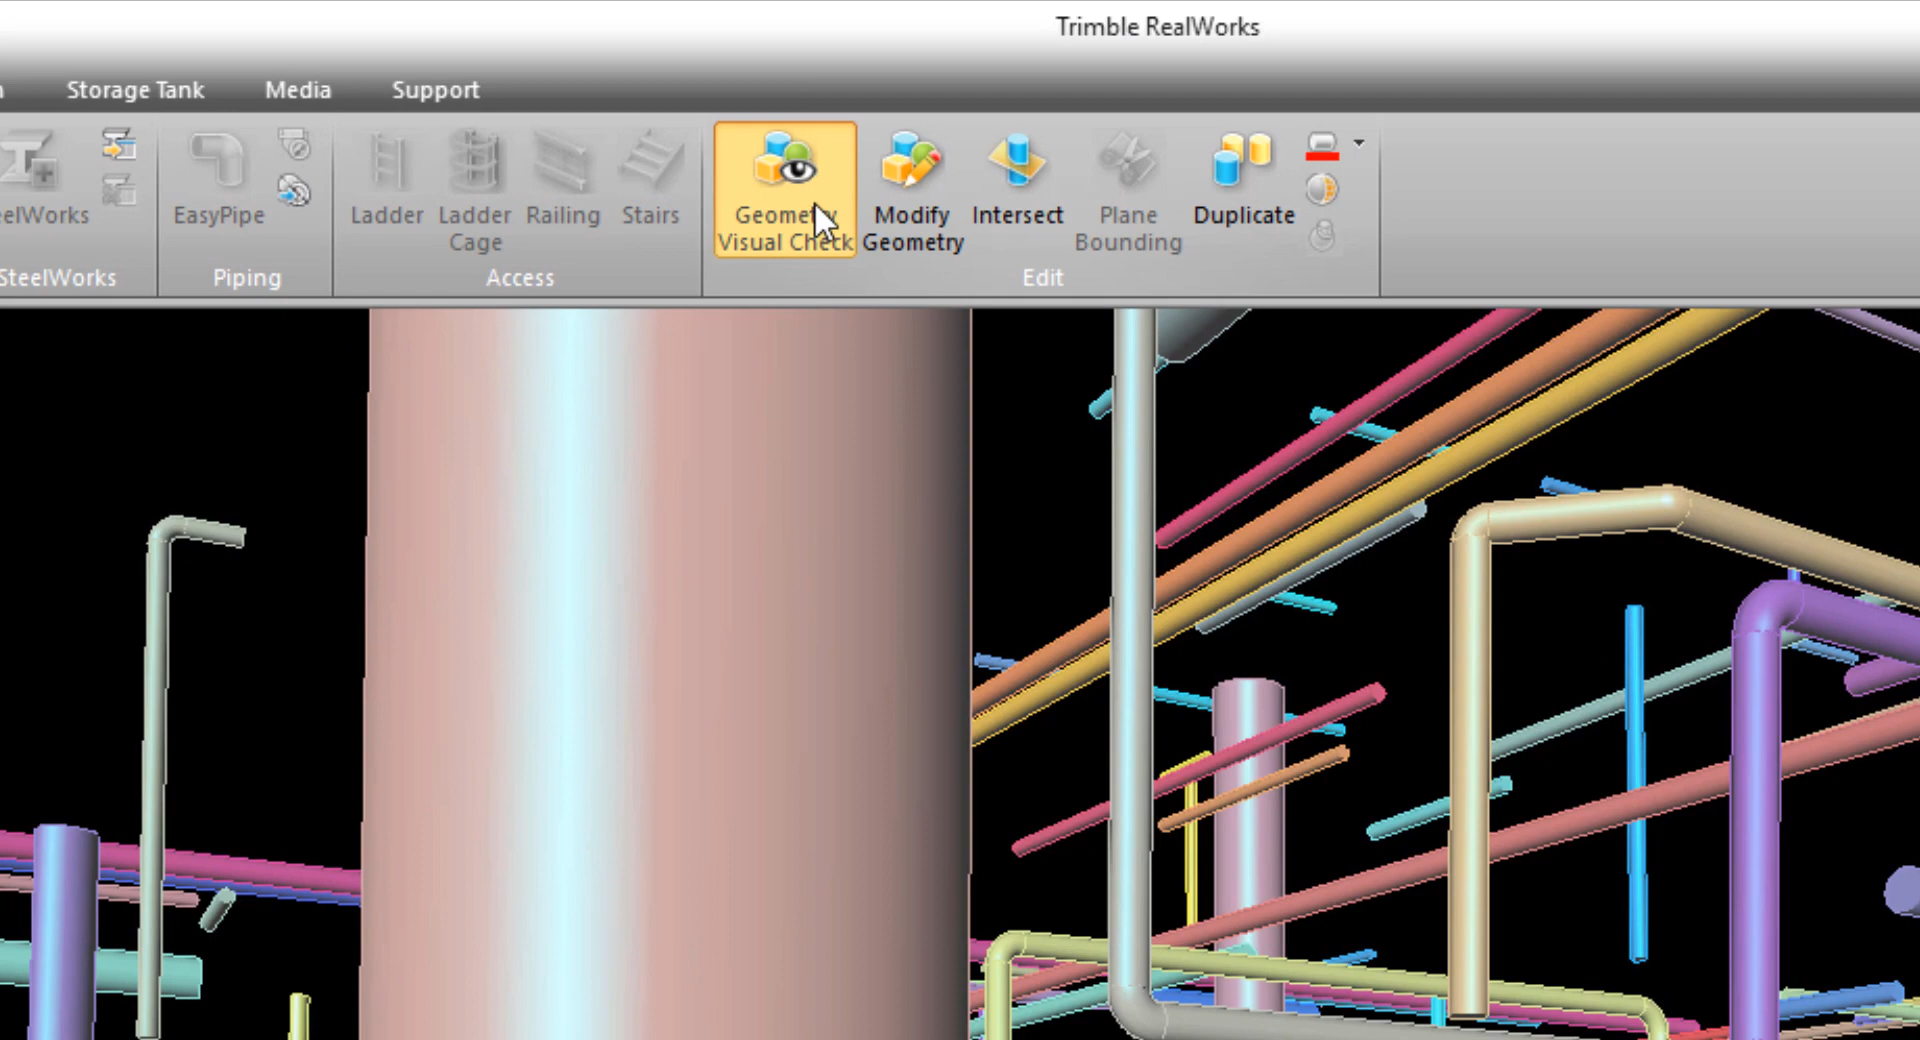 Trimble RealWorks
Storage Tank
Media
Support
EasyPipe
Ladder
Ladder
Cage
Railing
Stairs
Geometry
Visual Check
Modify
Geometry
Intersect
Plane
Bounding
Duplicate
SteelWorks
Piping
Access
Edit